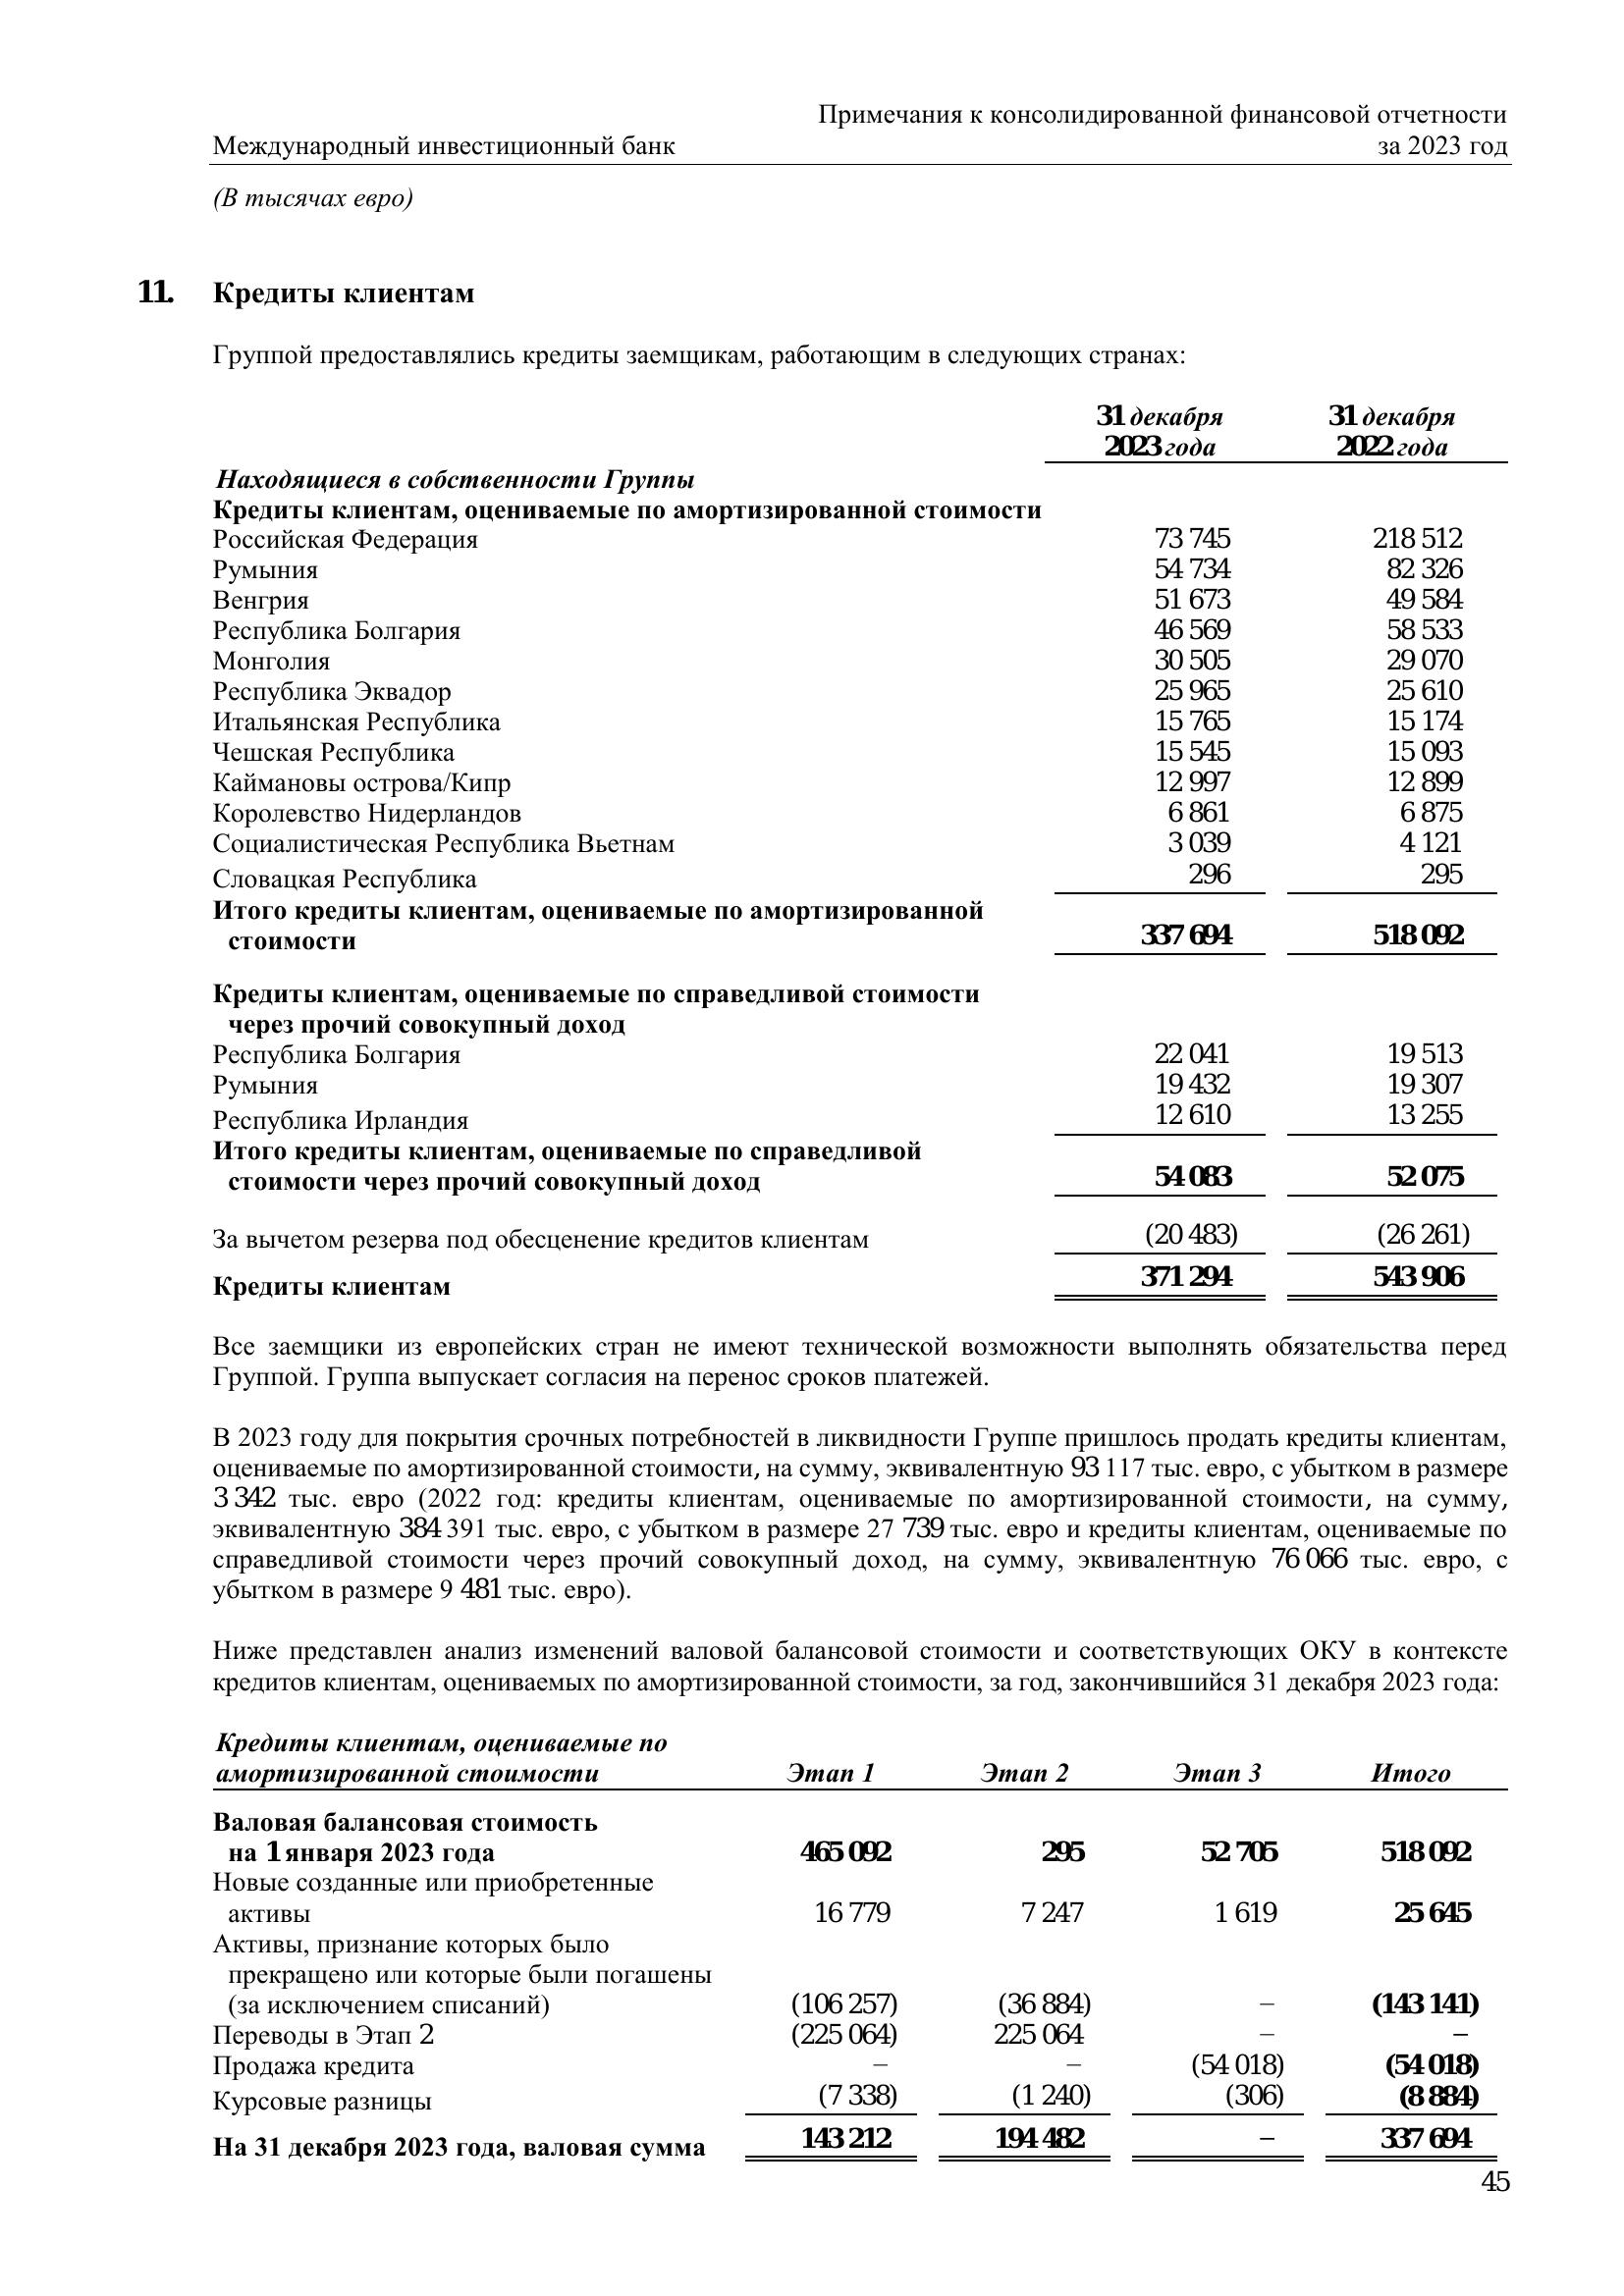 Примечания к консолидированной финансовой отчетности
Международный инвестиционный банк за 2023 год
(В тысячах евро)
11. Кредиты клиентам
Группой предоставлялись кредиты заемщикам, работающим в следующих странах:
31 декабря 31 декабря
2023 года 2022 года
Находящиеся в собственности Группы
Кредиты клиентам, оцениваемые по амортизированной стоимости
Российская Федерация 73 745 218 512
Румыния 54 734 82 326
Венгрия 51 673 49 584
Республика Болгария 46 569 58 533
Монголия 30 505 29 070
Республика Эквадор 25 965 25 610
Итальянская Республика 15 765 15 174
Чешская Республика 15 545 15 093
Каймановы острова/Кипр 12 997 12 899
Королевство Нидерландов 6 861 6 875
Социалистическая Республика Вьетнам 3 039 4 121
Словацкая Республика 296 295
Итого кредиты клиентам, оцениваемые по амортизированной
стоимости 337 694 518 092
Кредиты клиентам, оцениваемые по справедливой стоимости
через прочий совокупный доход
Республика Болгария 22 041 19 513
Румыния 19 432 19 307
Республика Ирландия 12 610 13 255
Итого кредиты клиентам, оцениваемые по справедливой
стоимости через прочий совокупный доход 54 083 52 075
За вычетом резерва под обесценение кредитов клиентам (20 483) (26 261)
Кредиты клиентам 371 294 543 906
Все заемщики из европейских стран не имеют технической возможности выполнять обязательства перед
Группой. Группа выпускает согласия на перенос сроков платежей.
В 2023 году для покрытия срочных потребностей в ликвидности Группе пришлось продать кредиты клиентам,
оцениваемые по амортизированной стоимости, на сумму, эквивалентную 93 117 тыс. евро, с убытком в размере
3 342 тыс. евро (2022 год: кредиты клиентам, оцениваемые по амортизированной стоимости, на сумму,
эквивалентную 384 391 тыс. евро, с убытком в размере 27 739 тыс. евро и кредиты клиентам, оцениваемые по
справедливой стоимости через прочий совокупный доход, на сумму, эквивалентную 76 066 тыс. евро, с
убытком в размере 9 481 тыс. евро).
Ниже представлен анализ изменений валовой балансовой стоимости и соответствующих ОКУ в контексте
кредитов клиентам, оцениваемых по амортизированной стоимости, за год, закончившийся 31 декабря 2023 года:
Кредиты клиентам, оцениваемые по
амортизированной стоимости Этап 1 Этап 2 Этап 3 Итого
Валовая балансовая стоимость
на 1 января 2023 года 465 092 295 52 705 518 092
Новые созданные или приобретенные
активы 16 779 7 247 1 619 25 645
Активы, признание которых было
прекращено или которые были погашены
(за исключением списаний) (106 257) (36 884) – (143 141)
Переводы в Этап 2 (225 064) 225 064 – –
Продажа кредита – – (54 018) (54 018)
Курсовые разницы (7 338) (1 240) (306) (8 884)
На 31 декабря 2023 года, валовая сумма 143 212 194 482 – 337 694
45